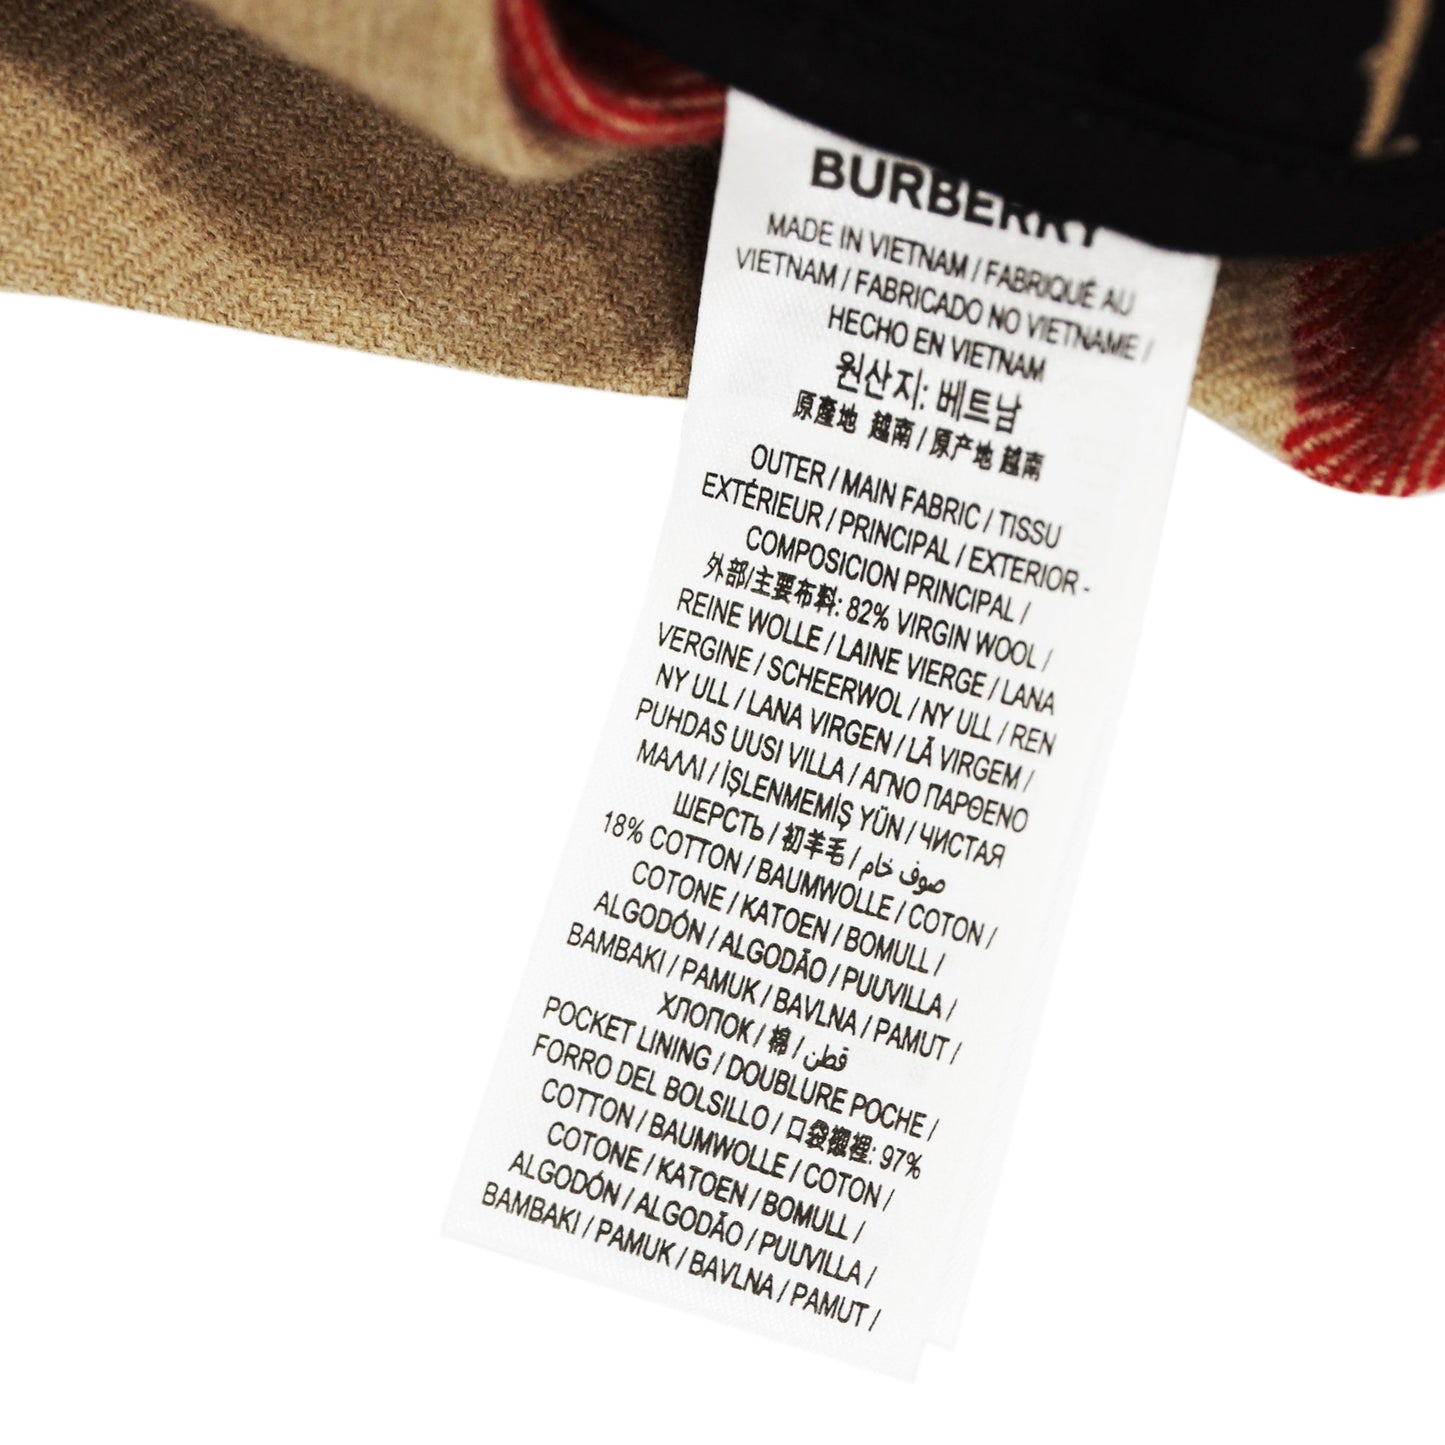 BURBERRY
MADE IN VIETNAM / FABRIQUÉ AU
VIETNAM / FABRICADO NO VIETNAME /
HECHO EN VIETNAM
원산지: 베트남
原產地 越南 / 原产地 越南
OUTER / MAIN FABRIC / TISSU
EXTÉRIEUR / PRINCIPAL / EXTERIOR -
COMPOSICION PRINCIPAL /
外部/主要布料: 82% VIRGIN WOOL /
REINE WOLLE / LAINE VIERGE / LANA
VERGINE / SCHEERWOL / NY ULL / REN
NY ULL / LANA VIRGEN / LÃ VIRGEM /
PUHDAS UUSI VILLA / ΑΓΝΟ ΠΑΡΘΕΝΟ
ΜΑΛΛΙ / İŞLENMEMİŞ YÜN / ЧИСТАЯ
ШЕРСТЬ / 初羊毛 / صوف خام
18% COTTON / BAUMWOLLE / COTON /
COTONE / KATOEN / BOMULL /
ALGODÓN / ALGODÃO / PUUVILLA /
BAMBAKI / PAMUK / BAVLNA / PAMUT /
ХЛОПОК / 棉 / قطن
POCKET LINING / DOUBLURE POCHE /
FORRO DEL BOLSILLO / 口袋襯裡: 97%
COTTON / BAUMWOLLE / COTON /
COTONE / KATOEN / BOMULL /
ALGODÓN / ALGODÃO / PUUVILLA /
BAMBAKI / PAMUK / BAVLNA / PAMUT /